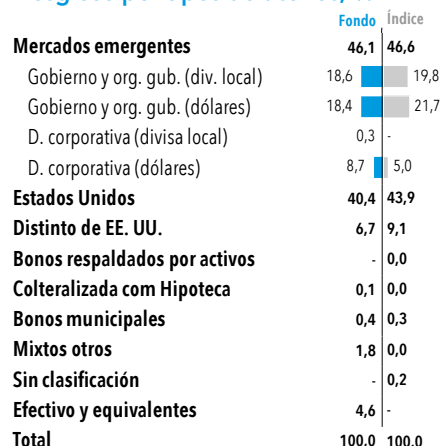 Fondo Índice
Mercados emergentes 46,1 46,6
Gobierno y org. gub. (div. local) 18,6 19,8
Gobierno y org. gub. (dólares) 18,4 21,7
D. corporativa (divisa local) 0,3 -
D. corporativa (dólares) 8,7 5,0
Estados Unidos 40,4 43,9
Distinto de EE. UU. 6,7 9,1
Bonos respaldados por activos - 0,0
Colteralizada com Hipoteca 0,1 0,0
Bonos municipales 0,4 0,3
Mixtos otros 1,8 0,0
Sin clasificación - 0,2
Efectivo y equivalentes 4,6 -
Total 100,0 100,0